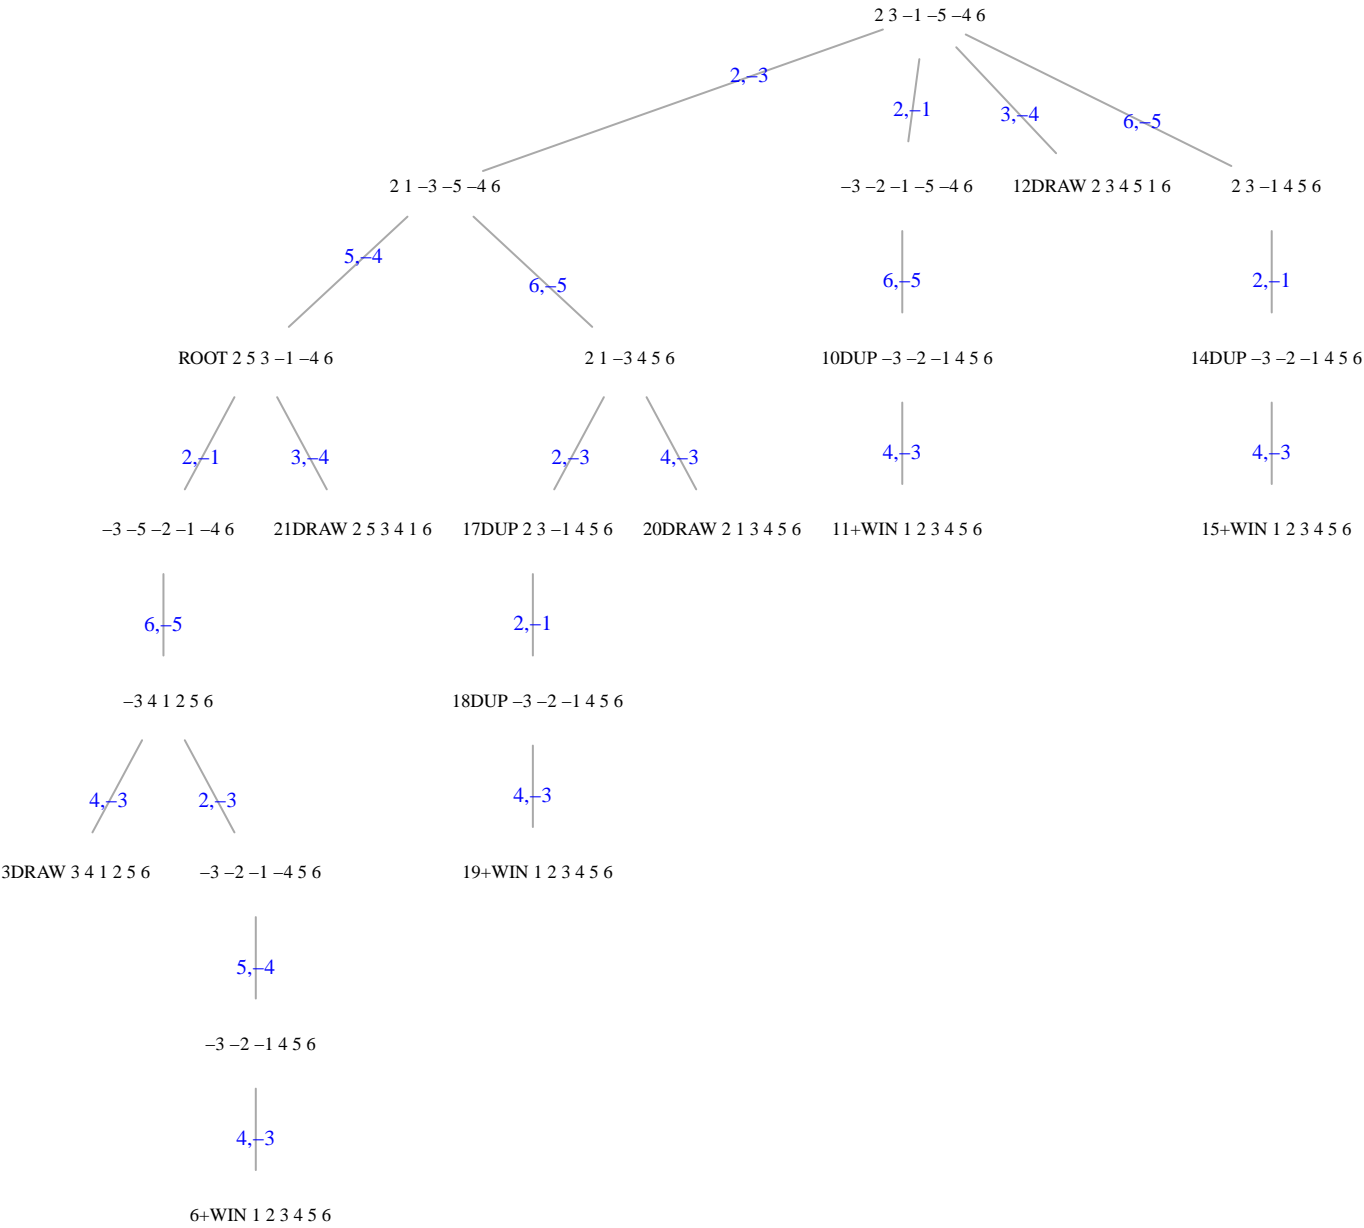 2 3 –1 –5 –4 6
2,–3
2,–1
3,–4
6,–5
2 1 –3 –5 –4 6
–3 –2 –1 –5 –4 6
12DRAW 2 3 4 5 1 6
2 3 –1 4 5 6
5,–4
6,–5
6,–5
2,–1
ROOT 2 5 3 –1 –4 6
2 1 –3 4 5 6
10DUP –3 –2 –1 4 5 6
14DUP –3 –2 –1 4 5 6
2,–1
3,–4
2,–3
4,–3
4,–3
4,–3
–3 –5 –2 –1 –4 6
21DRAW 2 5 3 4 1 6
17DUP 2 3 –1 4 5 6
20DRAW 2 1 3 4 5 6
11+WIN 1 2 3 4 5 6
15+WIN 1 2 3 4 5 6
6,–5
2,–1
–3 4 1 2 5 6
18DUP –3 –2 –1 4 5 6
4,–3
2,–3
4,–3
3DRAW 3 4 1 2 5 6
–3 –2 –1 –4 5 6
19+WIN 1 2 3 4 5 6
5,–4
–3 –2 –1 4 5 6
4,–3
6+WIN 1 2 3 4 5 6